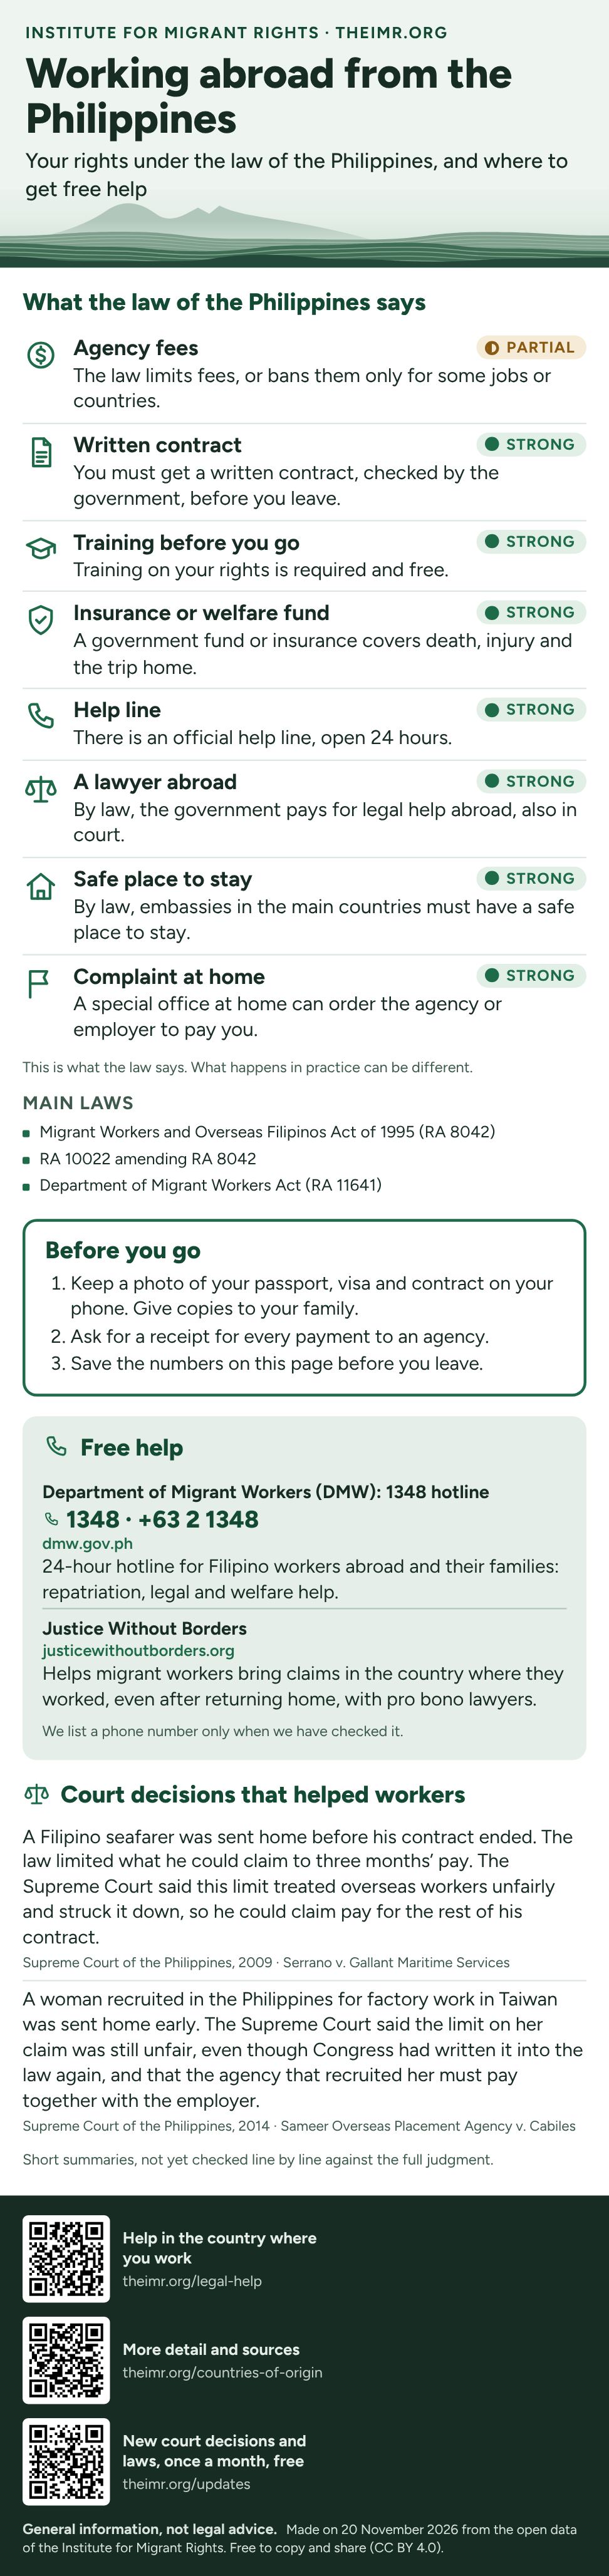 INSTITUTE FOR MIGRANT RIGHTS · THEIMR.ORG
Working abroad from the
Philippines
Your rights under the law of the Philippines, and where to
get free help
What the law of the Philippines says
Agency fees
PARTIAL
The law limits fees, or bans them only for some jobs or
countries.
Written contract
STRONG
You must get a written contract, checked by the
government, before you leave.
Training before you go
STRONG
Training on your rights is required and free.
Insurance or welfare fund
STRONG
A government fund or insurance covers death, injury and
the trip home.
Help line
STRONG
There is an official help line, open 24 hours.
A lawyer abroad
STRONG
By law, the government pays for legal help abroad, also in
court.
Safe place to stay
STRONG
By law, embassies in the main countries must have a safe
place to stay.
Complaint at home
STRONG
A special office at home can order the agency or
employer to pay you.
This is what the law says. What happens in practice can be different.
MAIN LAWS
Migrant Workers and Overseas Filipinos Act of 1995 (RA 8042)
RA 10022 amending RA 8042
Department of Migrant Workers Act (RA 11641)
Before you go
1. Keep a photo of your passport, visa and contract on your
phone. Give copies to your family.
2. Ask for a receipt for every payment to an agency.
3. Save the numbers on this page before you leave.
Free help
Department of Migrant Workers (DMW): 1348 hotline
1348 · +63 2 1348
dmw.gov.ph
24-hour hotline for Filipino workers abroad and their families:
repatriation, legal and welfare help.
Justice Without Borders
justicewithoutborders.org
Helps migrant workers bring claims in the country where they
worked, even after returning home, with pro bono lawyers.
We list a phone number only when we have checked it.
Court decisions that helped workers
A Filipino seafarer was sent home before his contract ended. The
law limited what he could claim to three months’ pay. The
Supreme Court said this limit treated overseas workers unfairly
and struck it down, so he could claim pay for the rest of his
contract.
Supreme Court of the Philippines, 2009 · Serrano v. Gallant Maritime Services
A woman recruited in the Philippines for factory work in Taiwan
was sent home early. The Supreme Court said the limit on her
claim was still unfair, even though Congress had written it into the
law again, and that the agency that recruited her must pay
together with the employer.
Supreme Court of the Philippines, 2014 · Sameer Overseas Placement Agency v. Cabiles
Short summaries, not yet checked line by line against the full judgment.
Help in the country where
you work
theimr.org/legal-help
More detail and sources
theimr.org/countries-of-origin
New court decisions and
laws, once a month, free
theimr.org/updates
General information, not legal advice. Made on 20 November 2026 from the open data
of the Institute for Migrant Rights. Free to copy and share (CC BY 4.0).